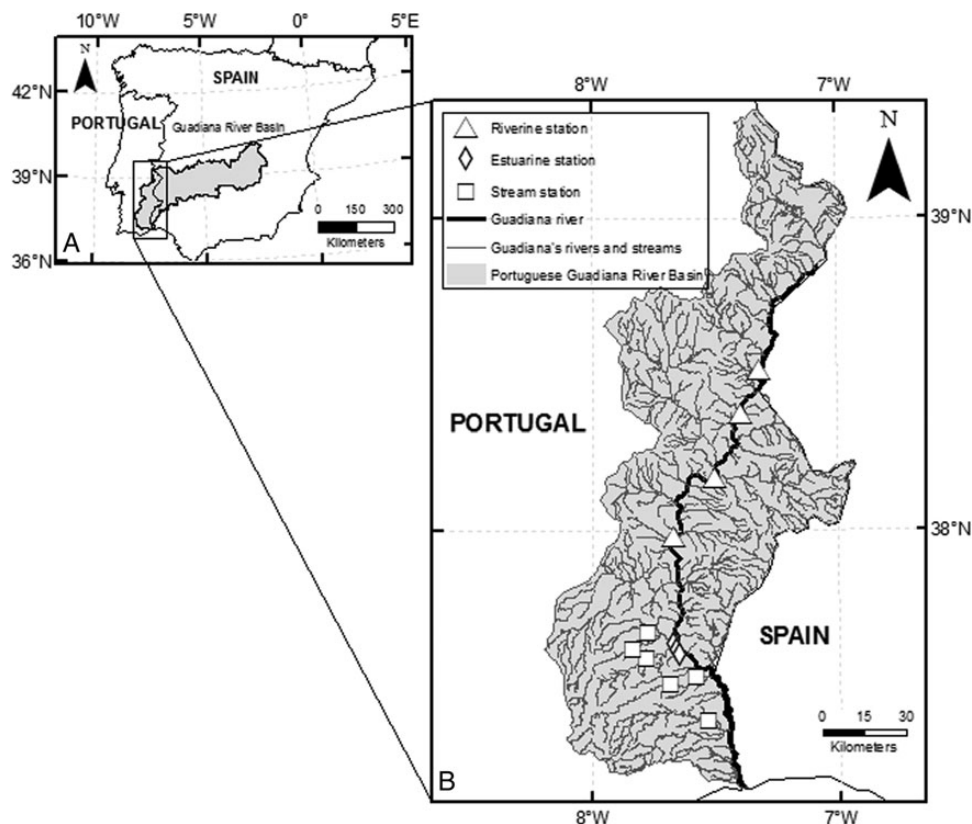 10°W
5°W
0°
5°E
N
SPAIN
42°N
PORTUGAL
Guadiana River Basin
39°N
0 150 300
Kilometers
A
36°N
8°W
7°W
Riverine station
Estuarine station
Stream station
Guadiana river
Guadiana's rivers and streams
Portuguese Guadiana River Basin
N
39°N
PORTUGAL
38°N
SPAIN
0 15 30
Kilometers
B
8°W
7°W